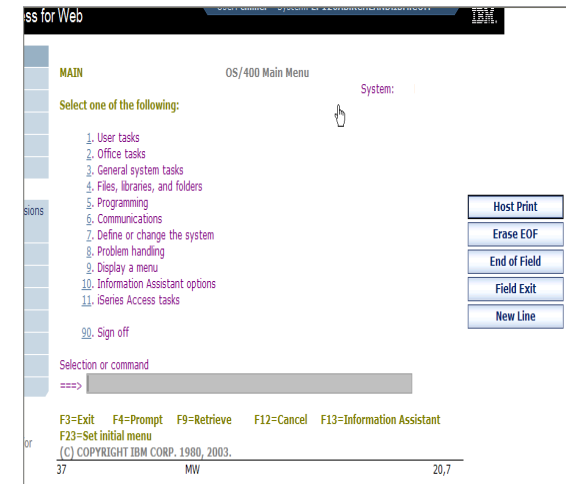 ss for Web
IBM.
MAIN OS/400 Main Menu
System:
Select one of the following:
1. User tasks
2. Office tasks
3. General system tasks
4. Files, libraries, and folders
5. Programming
6. Communications
7. Define or change the system
8. Problem handling
9. Display a menu
10. Information Assistant options
11. iSeries Access tasks
90. Sign off
Selection or command
===>
F3=Exit F4=Prompt F9=Retrieve F12=Cancel F13=Information Assistant
F23=Set initial menu
(C) COPYRIGHT IBM CORP. 1980, 2003.
37 MW 20,7
sions
or
Host Print
Erase EOF
End of Field
Field Exit
New Line